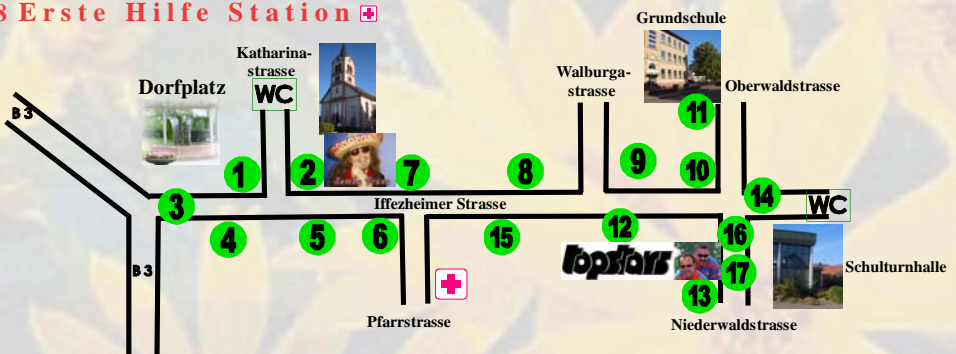 8 Erste Hilfe Station
Grundschule
Katharina-
strasse
WC
Dorfplatz
Walburga-
strasse
Oberwaldstrasse
B3
11
1
2
7
8
9
10
3
14
WC
Iffezheimer Strasse
4
5
6
15
12
16
topstars
17
Schulturnhalle
B3
13
Pfarrstrasse
Niederwaldstrasse